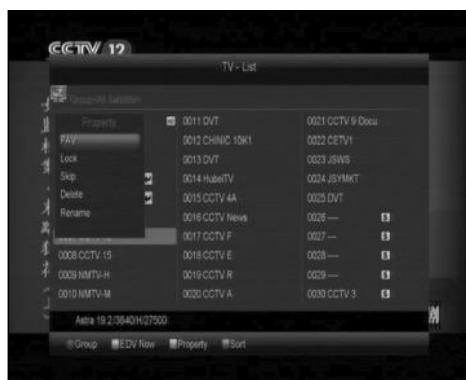 CCTV 12
TV - List
Group-All Satellite
Property
FAV
Lock
Skip
Delete
Rename
0008 CCTV 15
0009 NMTV-H
0010 NMTV-M
0011 DVT
0012 CHINIC 10K1
0013 DVT
0014 HubeiTV
0015 CCTV 4A
0016 CCTV News
0017 CCTV F
0018 CCTV E
0019 CCTV R
0020 CCTV A
0021 CCTV 9 Docu
0022 CETV1
0023 JSWS
0024 JSYMKT
0025 DVT
0026 ---- $
0027 ---- $
0028 ---- $
0029 ---- $
0030 CCTV 3 $
Astra 19.2/3840/H/27500
Group EDV Now Property Sort